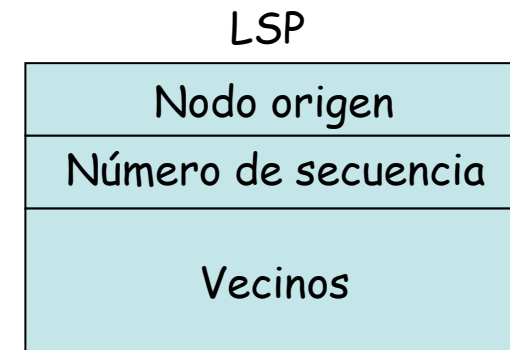 LSP
Nodo origen
Número de secuencia
Vecinos